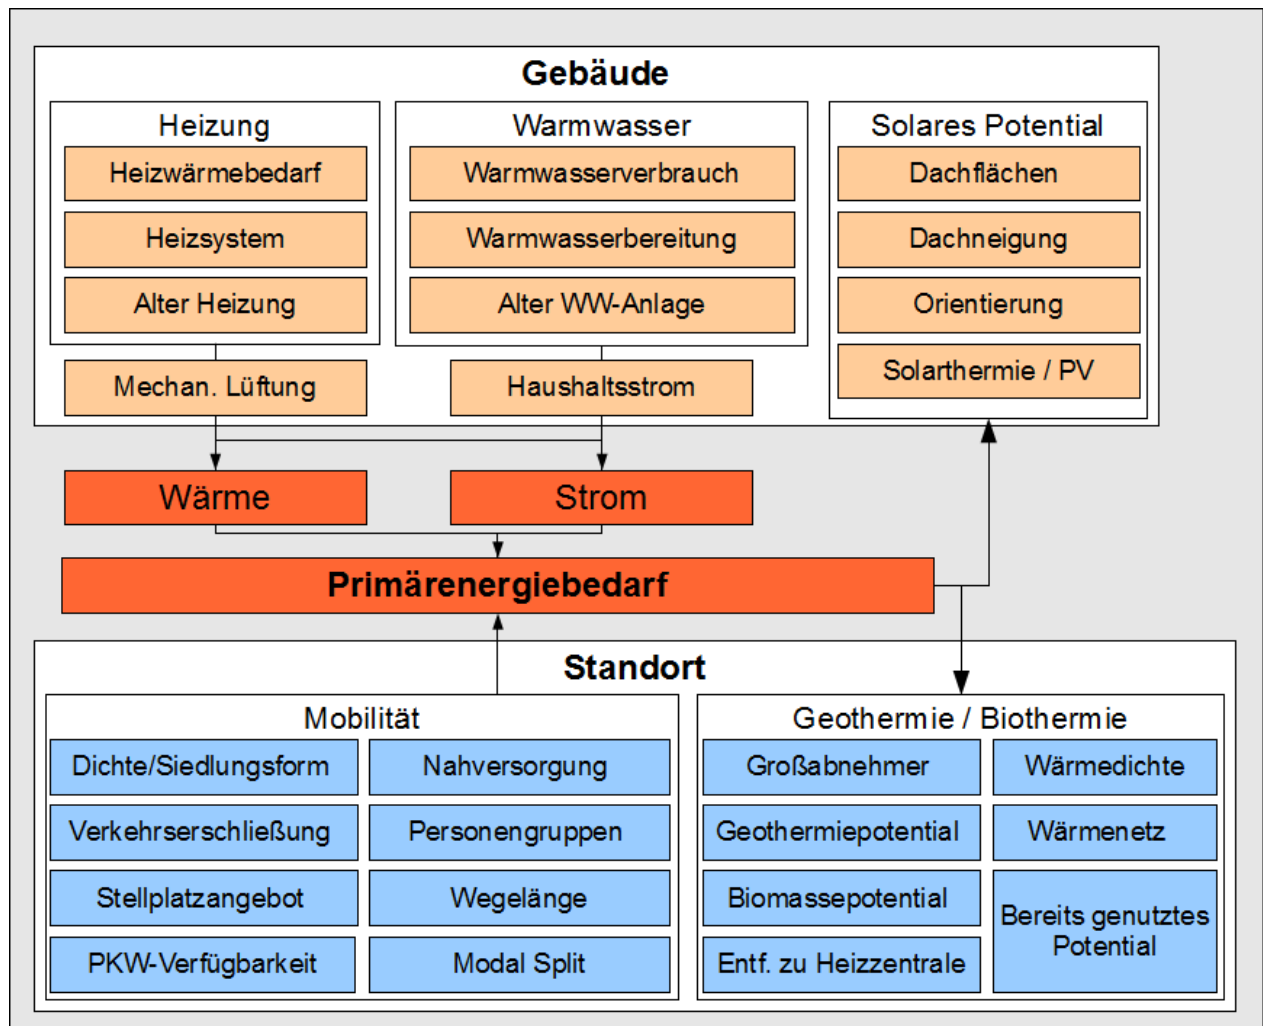 Gebäude
Heizung
Heizwärmebedarf
Heizsystem
Alter Heizung
Mechan. Lüftung
Warmwasser
Warmwasserverbrauch
Warmwasserbereitung
Alter WW-Anlage
Haushaltsstrom
Solares Potential
Dachflächen
Dachneigung
Orientierung
Solarthermie / PV
Wärme
Strom
Primärenergiebedarf
Standort
Mobilität
Dichte/Siedlungsform
Nahversorgung
Verkehrserschließung
Personengruppen
Stellplatzangebot
Wegelänge
PKW-Verfügbarkeit
Modal Split
Geothermie / Biothermie
Großabnehmer
Wärmedichte
Geothermiepotential
Wärmenetz
Biomassepotential
Bereits genutztes
Potential
Entf. zu Heizzentrale